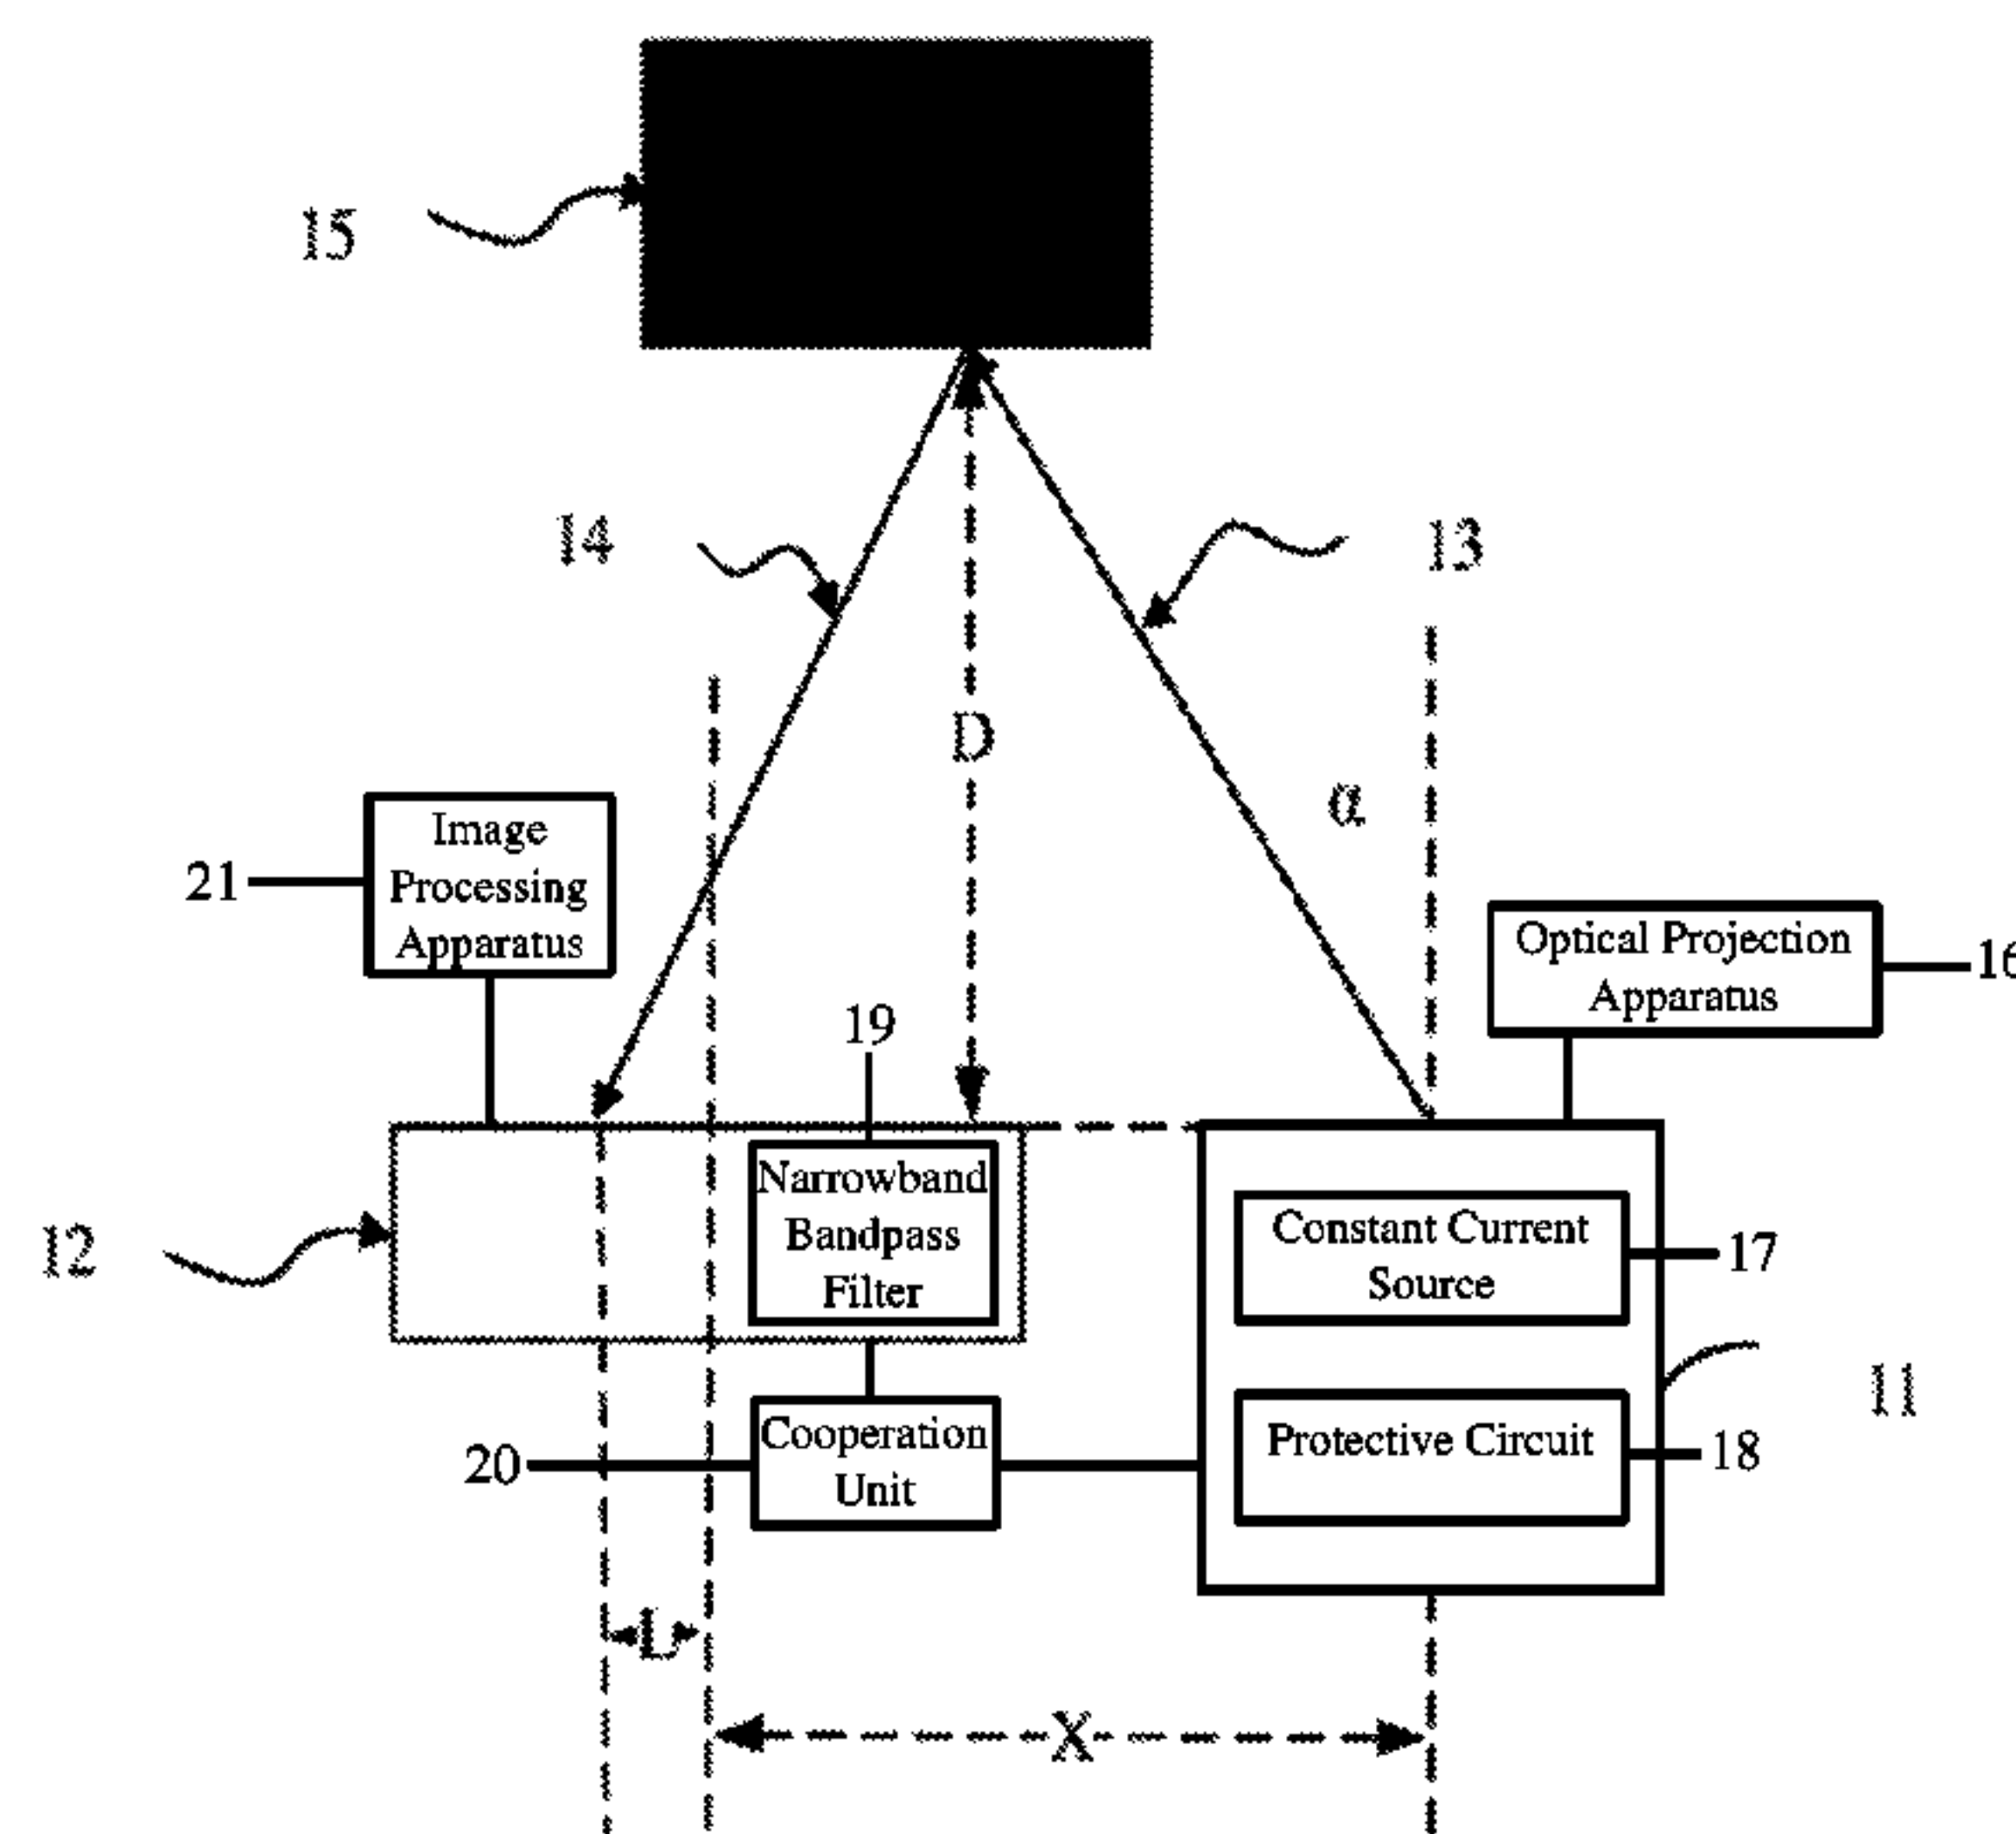 15
14
13
D
α
Image
Processing
Apparatus
21
Optical Projection
Apparatus
16
19
Narrowband
Bandpass
Filter
12
Constant Current
Source
17
11
Cooperation
Unit
20
Protective Circuit
18
L
X